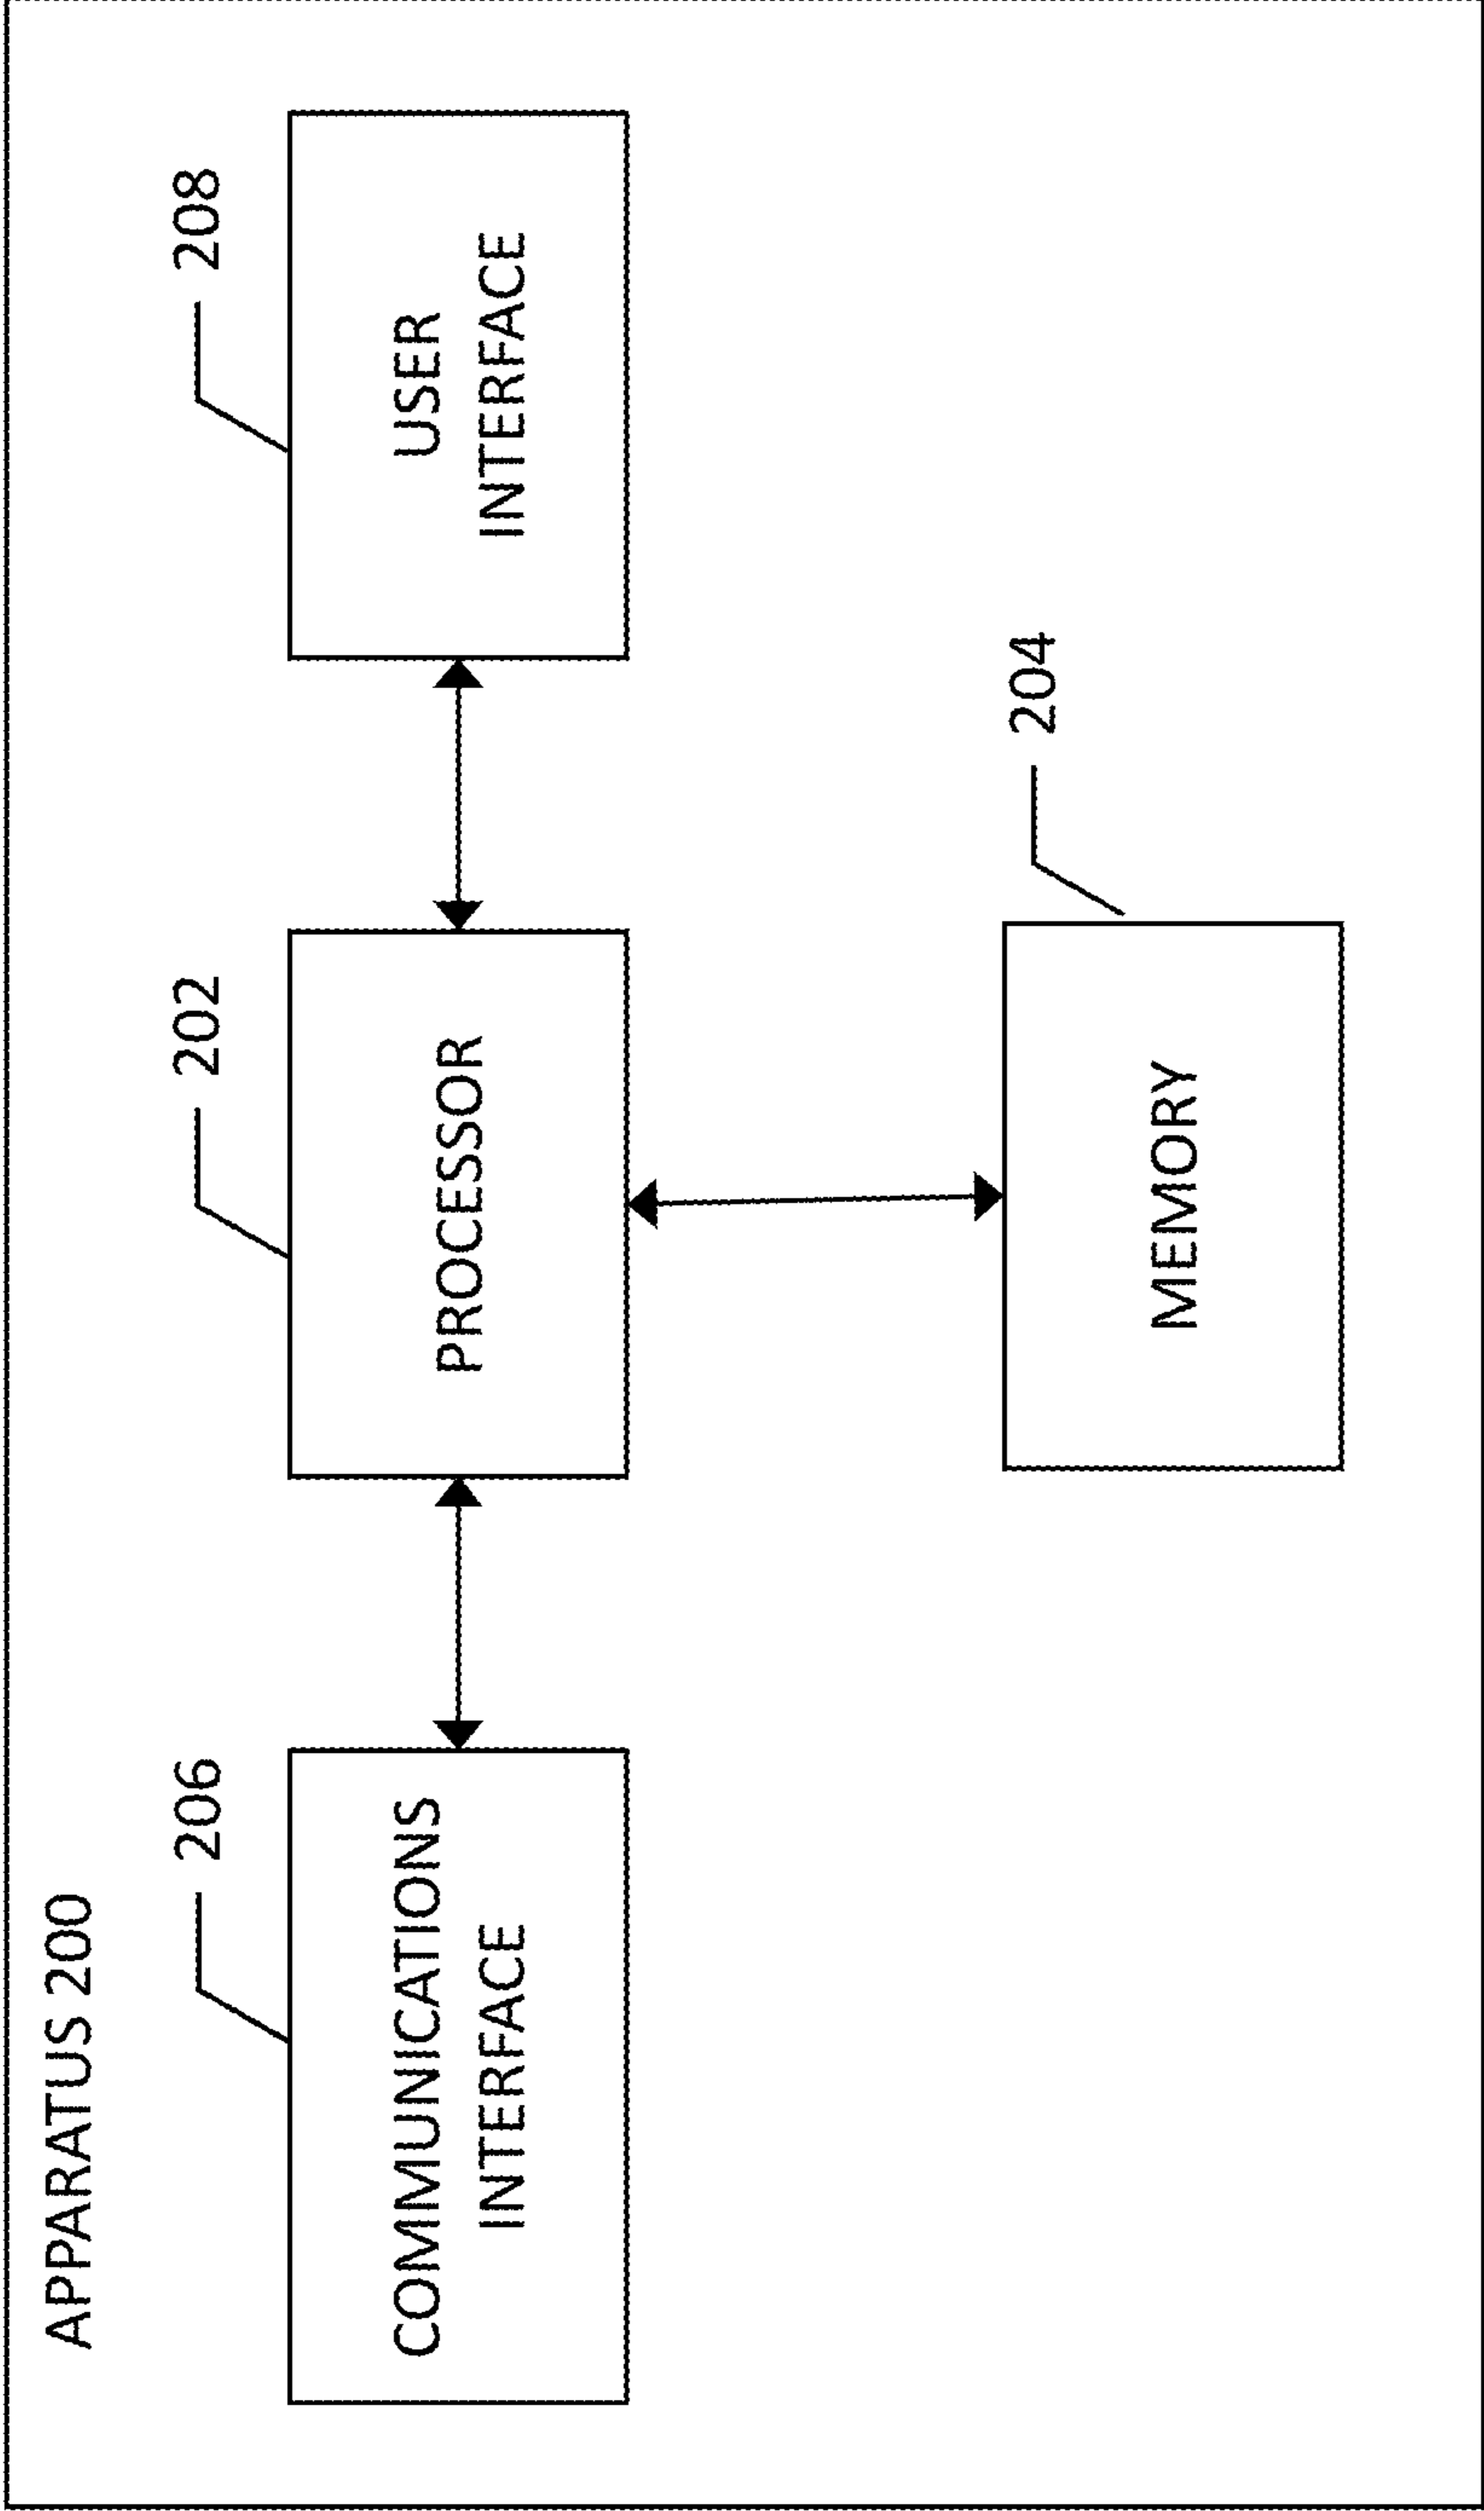 APPARATUS 200
206
COMMUNICATIONS
INTERFACE
202
PROCESSOR
208
USER
INTERFACE
204
MEMORY